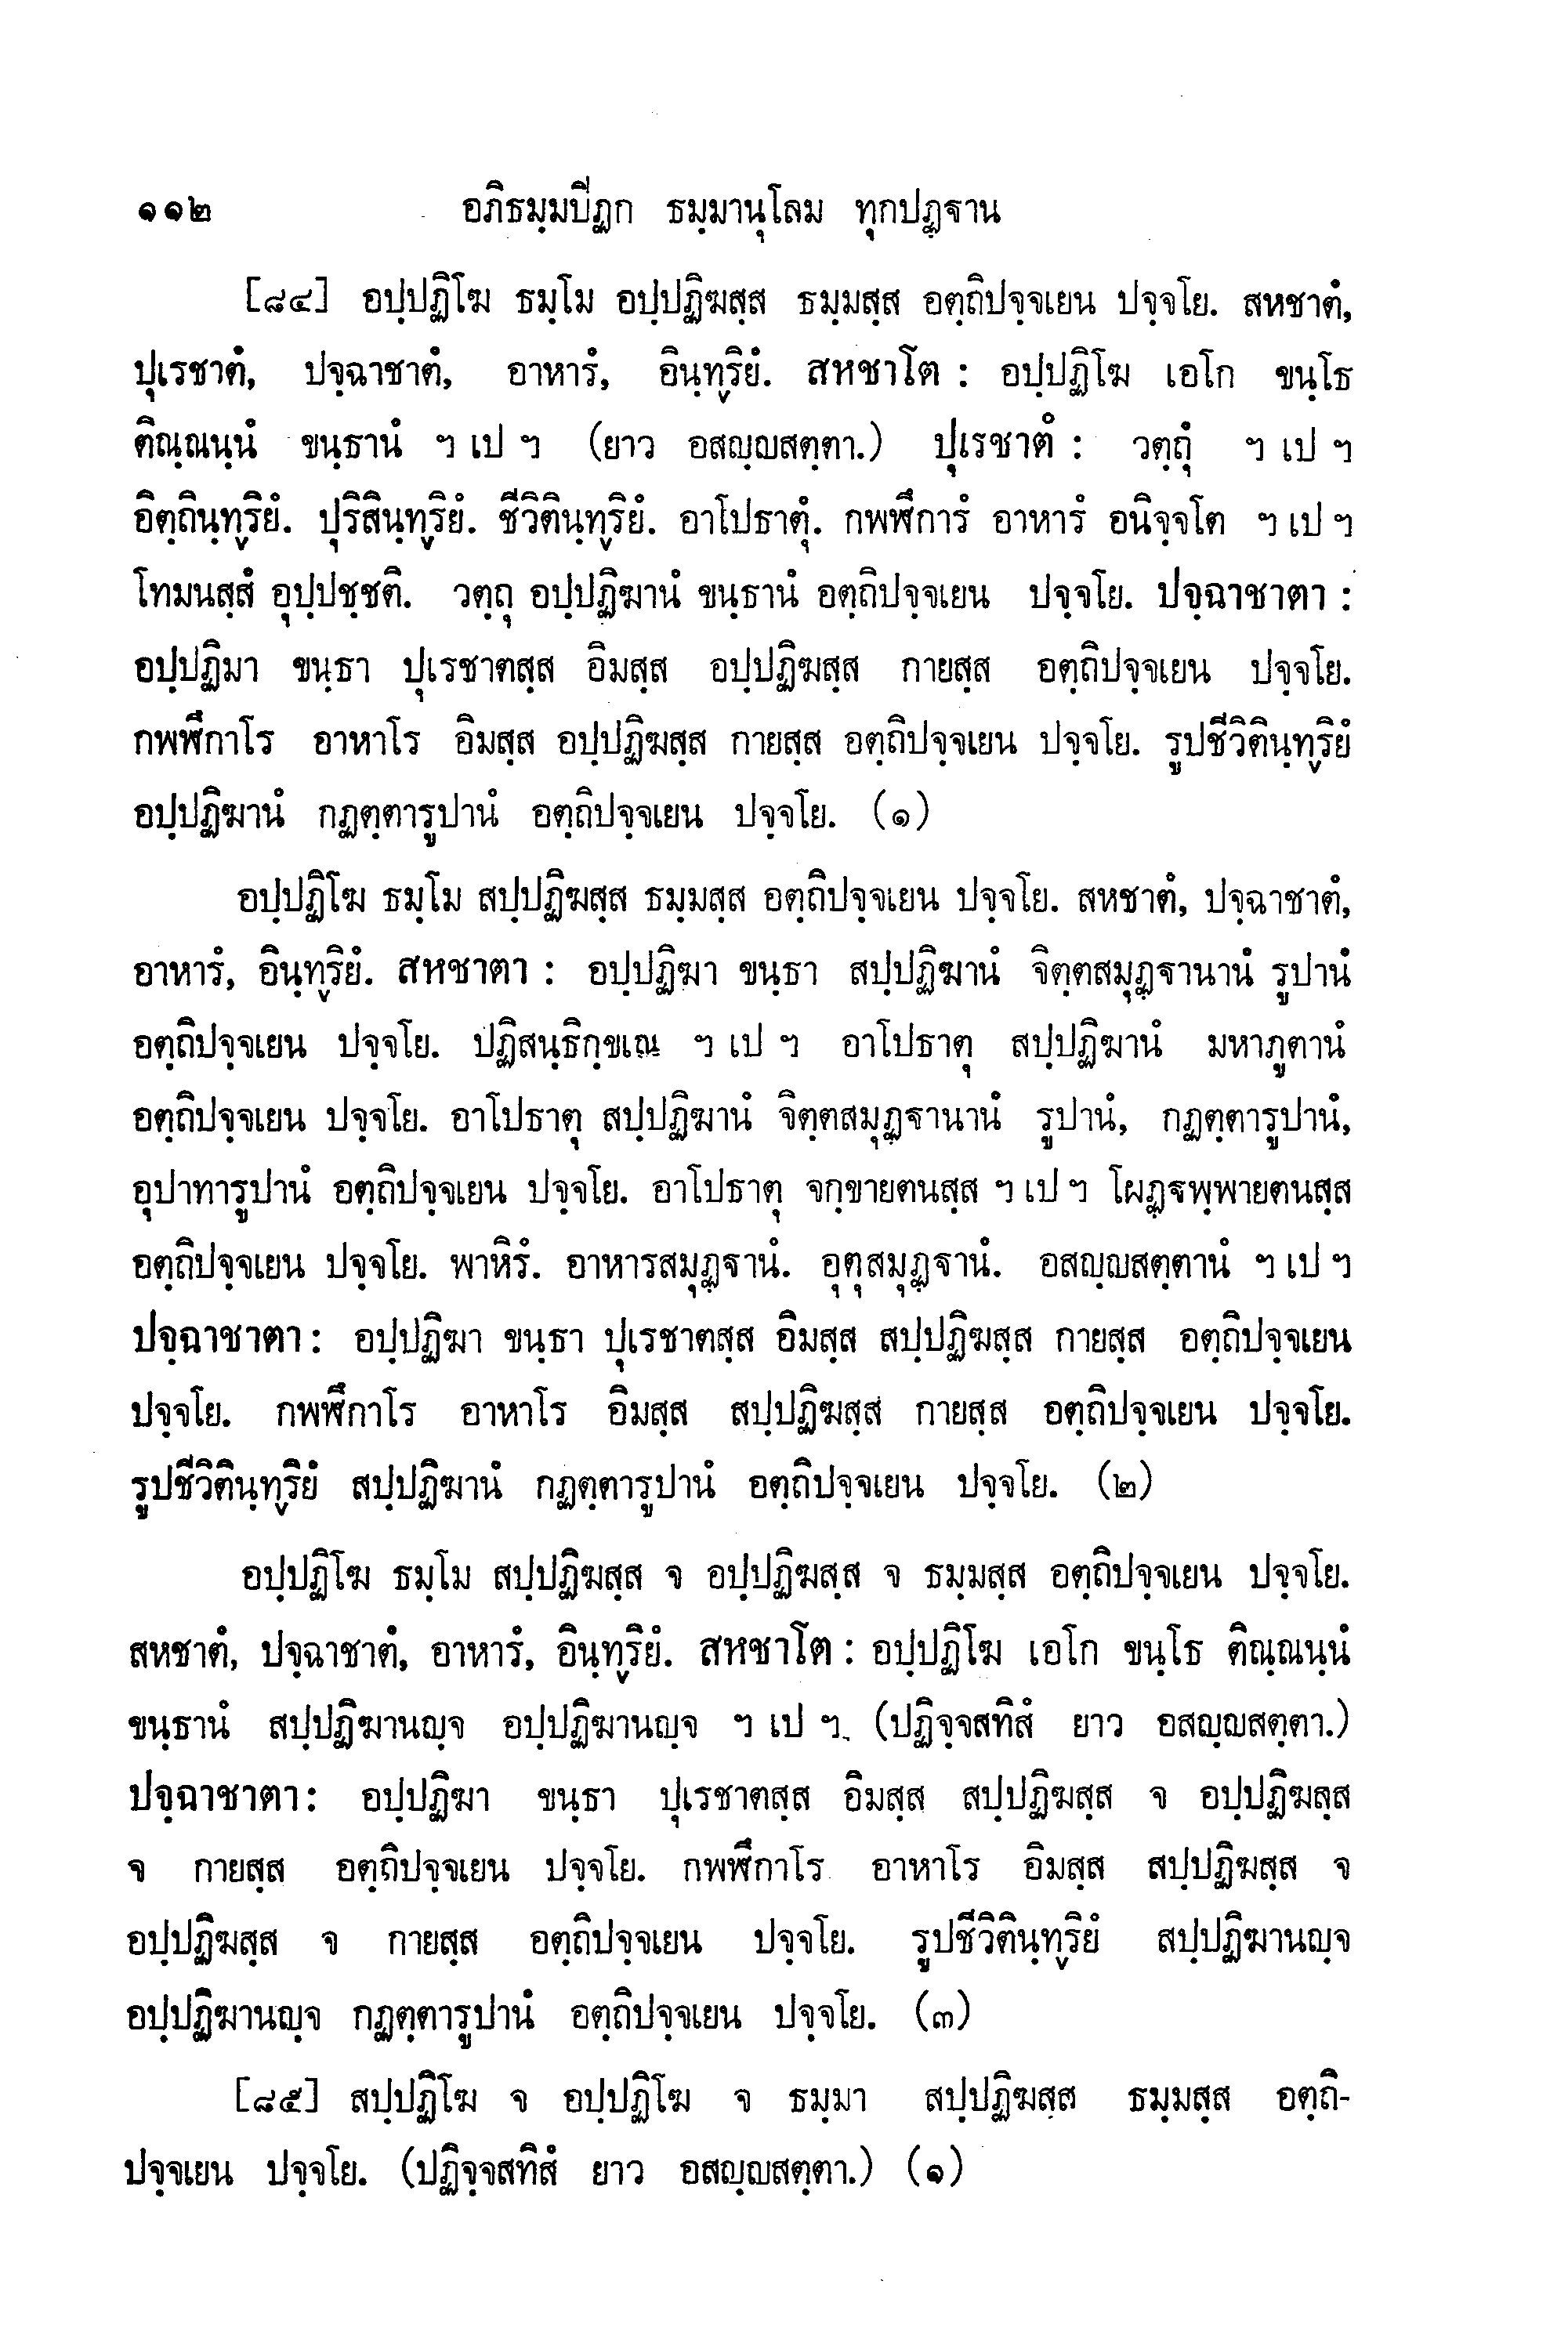 ๑๑๒ อภิธมฺมปิฏก ธมฺมานุโลม ทุกปฏฺฐาน
[๘๔] อปฺปฏิโฆ ธมฺโม อปฺปฏิฆสฺส ธมฺมสฺส อตฺถิปจฺจเยน ปจฺจโย. สหชาตํ,
ปุเรชาตํ, ปจฺฉาชาตํ, อาหารํ, อินฺทฺริยํ. สหชาโต : อปฺปฏิโฆ เอโก ขนฺโธ
ติณฺณนฺนํ ขนฺธานํ ฯ เป ฯ (ยาว อสญฺญสตฺตา.) ปุเรชาตํ : วตฺถุํ ฯ เป ฯ
อิตฺถินฺทฺริยํ. ปุริสินฺทฺริยํ. ชีวิตินฺทฺริยํ. อาโปธาตุํ. กพฬึการํ อาหารํ อนิจฺจโต ฯ เป ฯ
โทมนสฺสํ อุปฺปชฺชติ. วตฺถุ อปฺปฏิฆานํ ขนฺธานํ อตฺถิปจฺจเยน ปจฺจโย. ปจฺฉาชาตา :
อปฺปฏิฆา ขนฺธา ปุเรชาตสฺส อิมสฺส อปฺปฏิฆสฺส กายสฺส อตฺถิปจฺจเยน ปจฺจโย.
กพฬึกาโร อาหาโร อิมสฺส อปฺปฏิฆสฺส กายสฺส อตฺถิปจฺจเยน ปจฺจโย. รูปชีวิตินฺทฺริยํ
อปฺปฏิฆานํ กฏตฺตารูปานํ อตฺถิปจฺจเยน ปจฺจโย. (๑)
อปฺปฏิโฆ ธมฺโม สปฺปฏิฆสฺส ธมฺมสฺส อตฺถิปจฺจเยน ปจฺจโย. สหชาตํ, ปจฺฉาชาตํ,
อาหารํ, อินฺทฺริยํ. สหชาตา : อปฺปฏิฆา ขนฺธา สปฺปฏิฆานํ จิตฺตสมุฏฺฐานานํ รูปานํ
อตฺถิปจฺจเยน ปจฺจโย. ปฏิสนฺธิกฺขเณ ฯ เป ฯ อาโปธาตุ สปฺปฏิฆานํ มหาภูตานํ
อตฺถิปจฺจเยน ปจฺจโย. อาโปธาตุ สปฺปฏิฆานํ จิตฺตสมุฏฺฐานานํ รูปานํ, กฏตฺตารูปานํ,
อุปาทารูปานํ อตฺถิปจฺจเยน ปจฺจโย. อาโปธาตุ จกฺขายตนสฺส ฯ เป ฯ โผฏฺฐพฺพายตนสฺส
อตฺถิปจฺจเยน ปจฺจโย. พาหิรํ. อาหารสมุฏฺฐานํ. อุตุสมุฏฺฐานํ. อสญฺญสตฺตานํ ฯ เป ฯ
ปจฺฉาชาตา : อปฺปฏิฆา ขนฺธา ปุเรชาตสฺส อิมสฺส สปฺปฏิฆสฺส กายสฺส อตฺถิปจฺจเยน
ปจฺจโย. กพฬึกาโร อาหาโร อิมสฺส สปฺปฏิฆสฺส กายสฺส อตฺถิปจฺจเยน ปจฺจโย.
รูปชีวิตินฺทฺริยํ สปฺปฏิฆานํ กฏตฺตารูปานํ อตฺถิปจฺจเยน ปจฺจโย. (๒)
อปฺปฏิโฆ ธมฺโม สปฺปฏิฆสฺส จ อปฺปฏิฆสฺส จ ธมฺมสฺส อตฺถิปจฺจเยน ปจฺจโย.
สหชาตํ, ปจฺฉาชาตํ, อาหารํ, อินฺทฺริยํ. สหชาโต : อปฺปฏิโฆ เอโก ขนฺโธ ติณฺณนฺนํ
ขนฺธานํ สปฺปฏิฆานญฺจ อปฺปฏิฆานญฺจ ฯ เป ฯ (ปฏิจฺจสทิสํ ยาว อสญฺญสตฺตา.)
ปจฺฉาชาตา : อปฺปฏิฆา ขนฺธา ปุเรชาตสฺส อิมสฺส สปฺปฏิฆสฺส จ อปฺปฏิฆสฺส
จ กายสฺส อตฺถิปจฺจเยน ปจฺจโย. กพฬึกาโร อาหาโร อิมสฺส สปฺปฏิฆสฺส จ
อปฺปฏิฆสฺส จ กายสฺส อตฺถิปจฺจเยน ปจฺจโย. รูปชีวิตินฺทฺริยํ สปฺปฏิฆานญฺจ
อปฺปฏิฆานญฺจ กฏตฺตารูปานํ อตฺถิปจฺจเยน ปจฺจโย. (๓)
[๘๕] สปฺปฏิโฆ จ อปฺปฏิโฆ จ ธมฺมา สปฺปฏิฆสฺส ธมฺมสฺส อตฺถิ-
ปจฺจเยน ปจฺจโย. (ปฏิจฺจสทิสํ ยาว อสญฺญสตฺตา.) (๑)